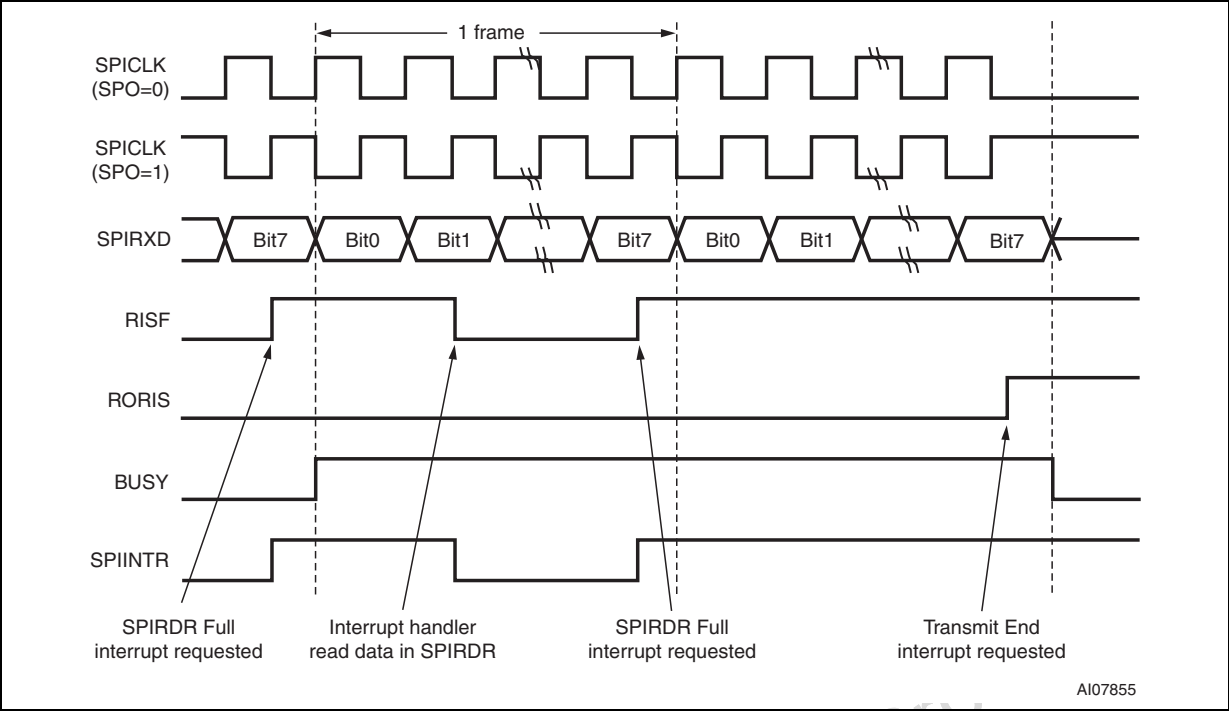 1 frame
SPICLK
(SPO=0)
SPICLK
(SPO=1)
SPIRXD
Bit7
Bit0
Bit1
Bit7
Bit0
Bit1
Bit7
RISF
RORIS
BUSY
SPIINTR
SPIRDR Full
interrupt requested
Interrupt handler
read data in SPIRDR
SPIRDR Full
interrupt requested
Transmit End
interrupt requested
AI07855